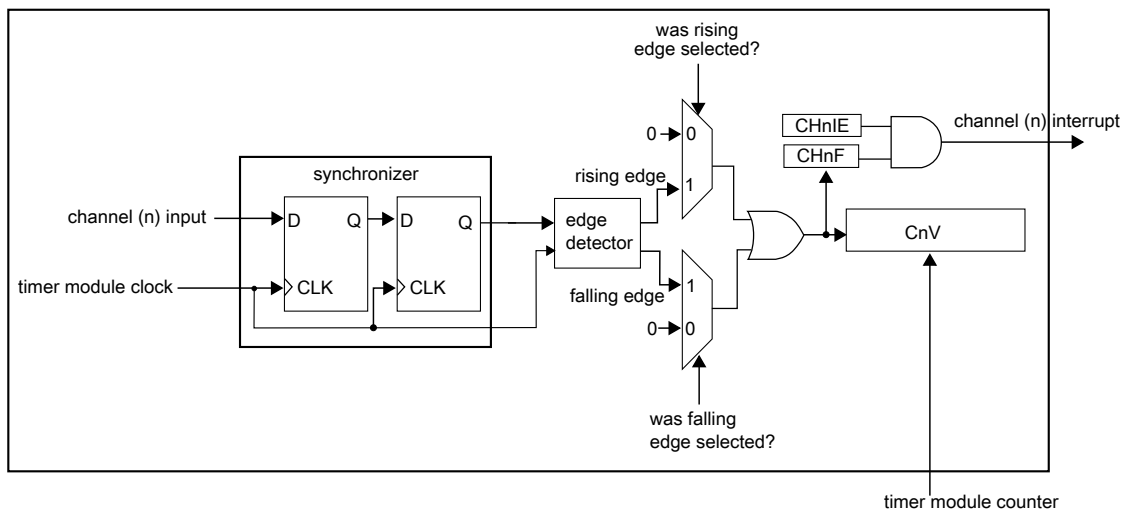 was rising
edge selected?
CHnIE
channel (n) interrupt
0
0
CHnF
synchronizer
rising edge
1
channel (n) input
D
Q
D
Q
edge
detector
CnV
timer module clock
CLK
CLK
falling edge
1
0
0
was falling
edge selected?
timer module counter